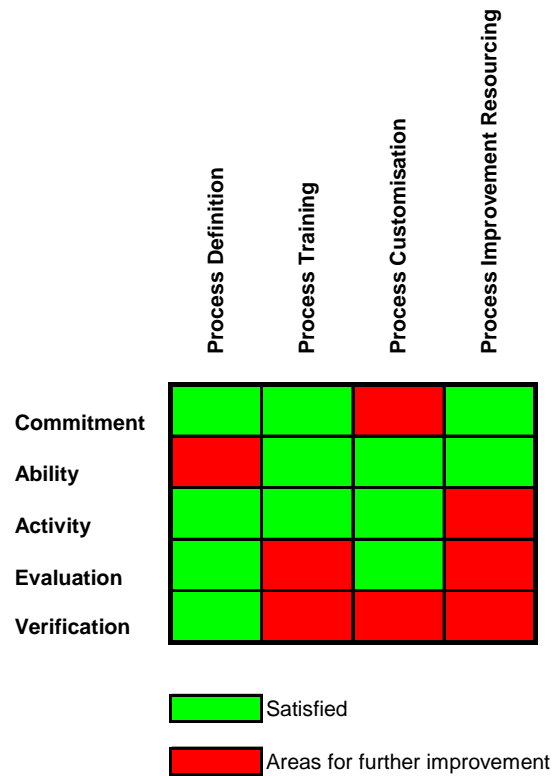 Process Definition
Process Training
Process Customisation
Process Improvement Resourcing
Commitment
Ability
Activity
Evaluation
Verification
Satisfied
Areas for further improvement